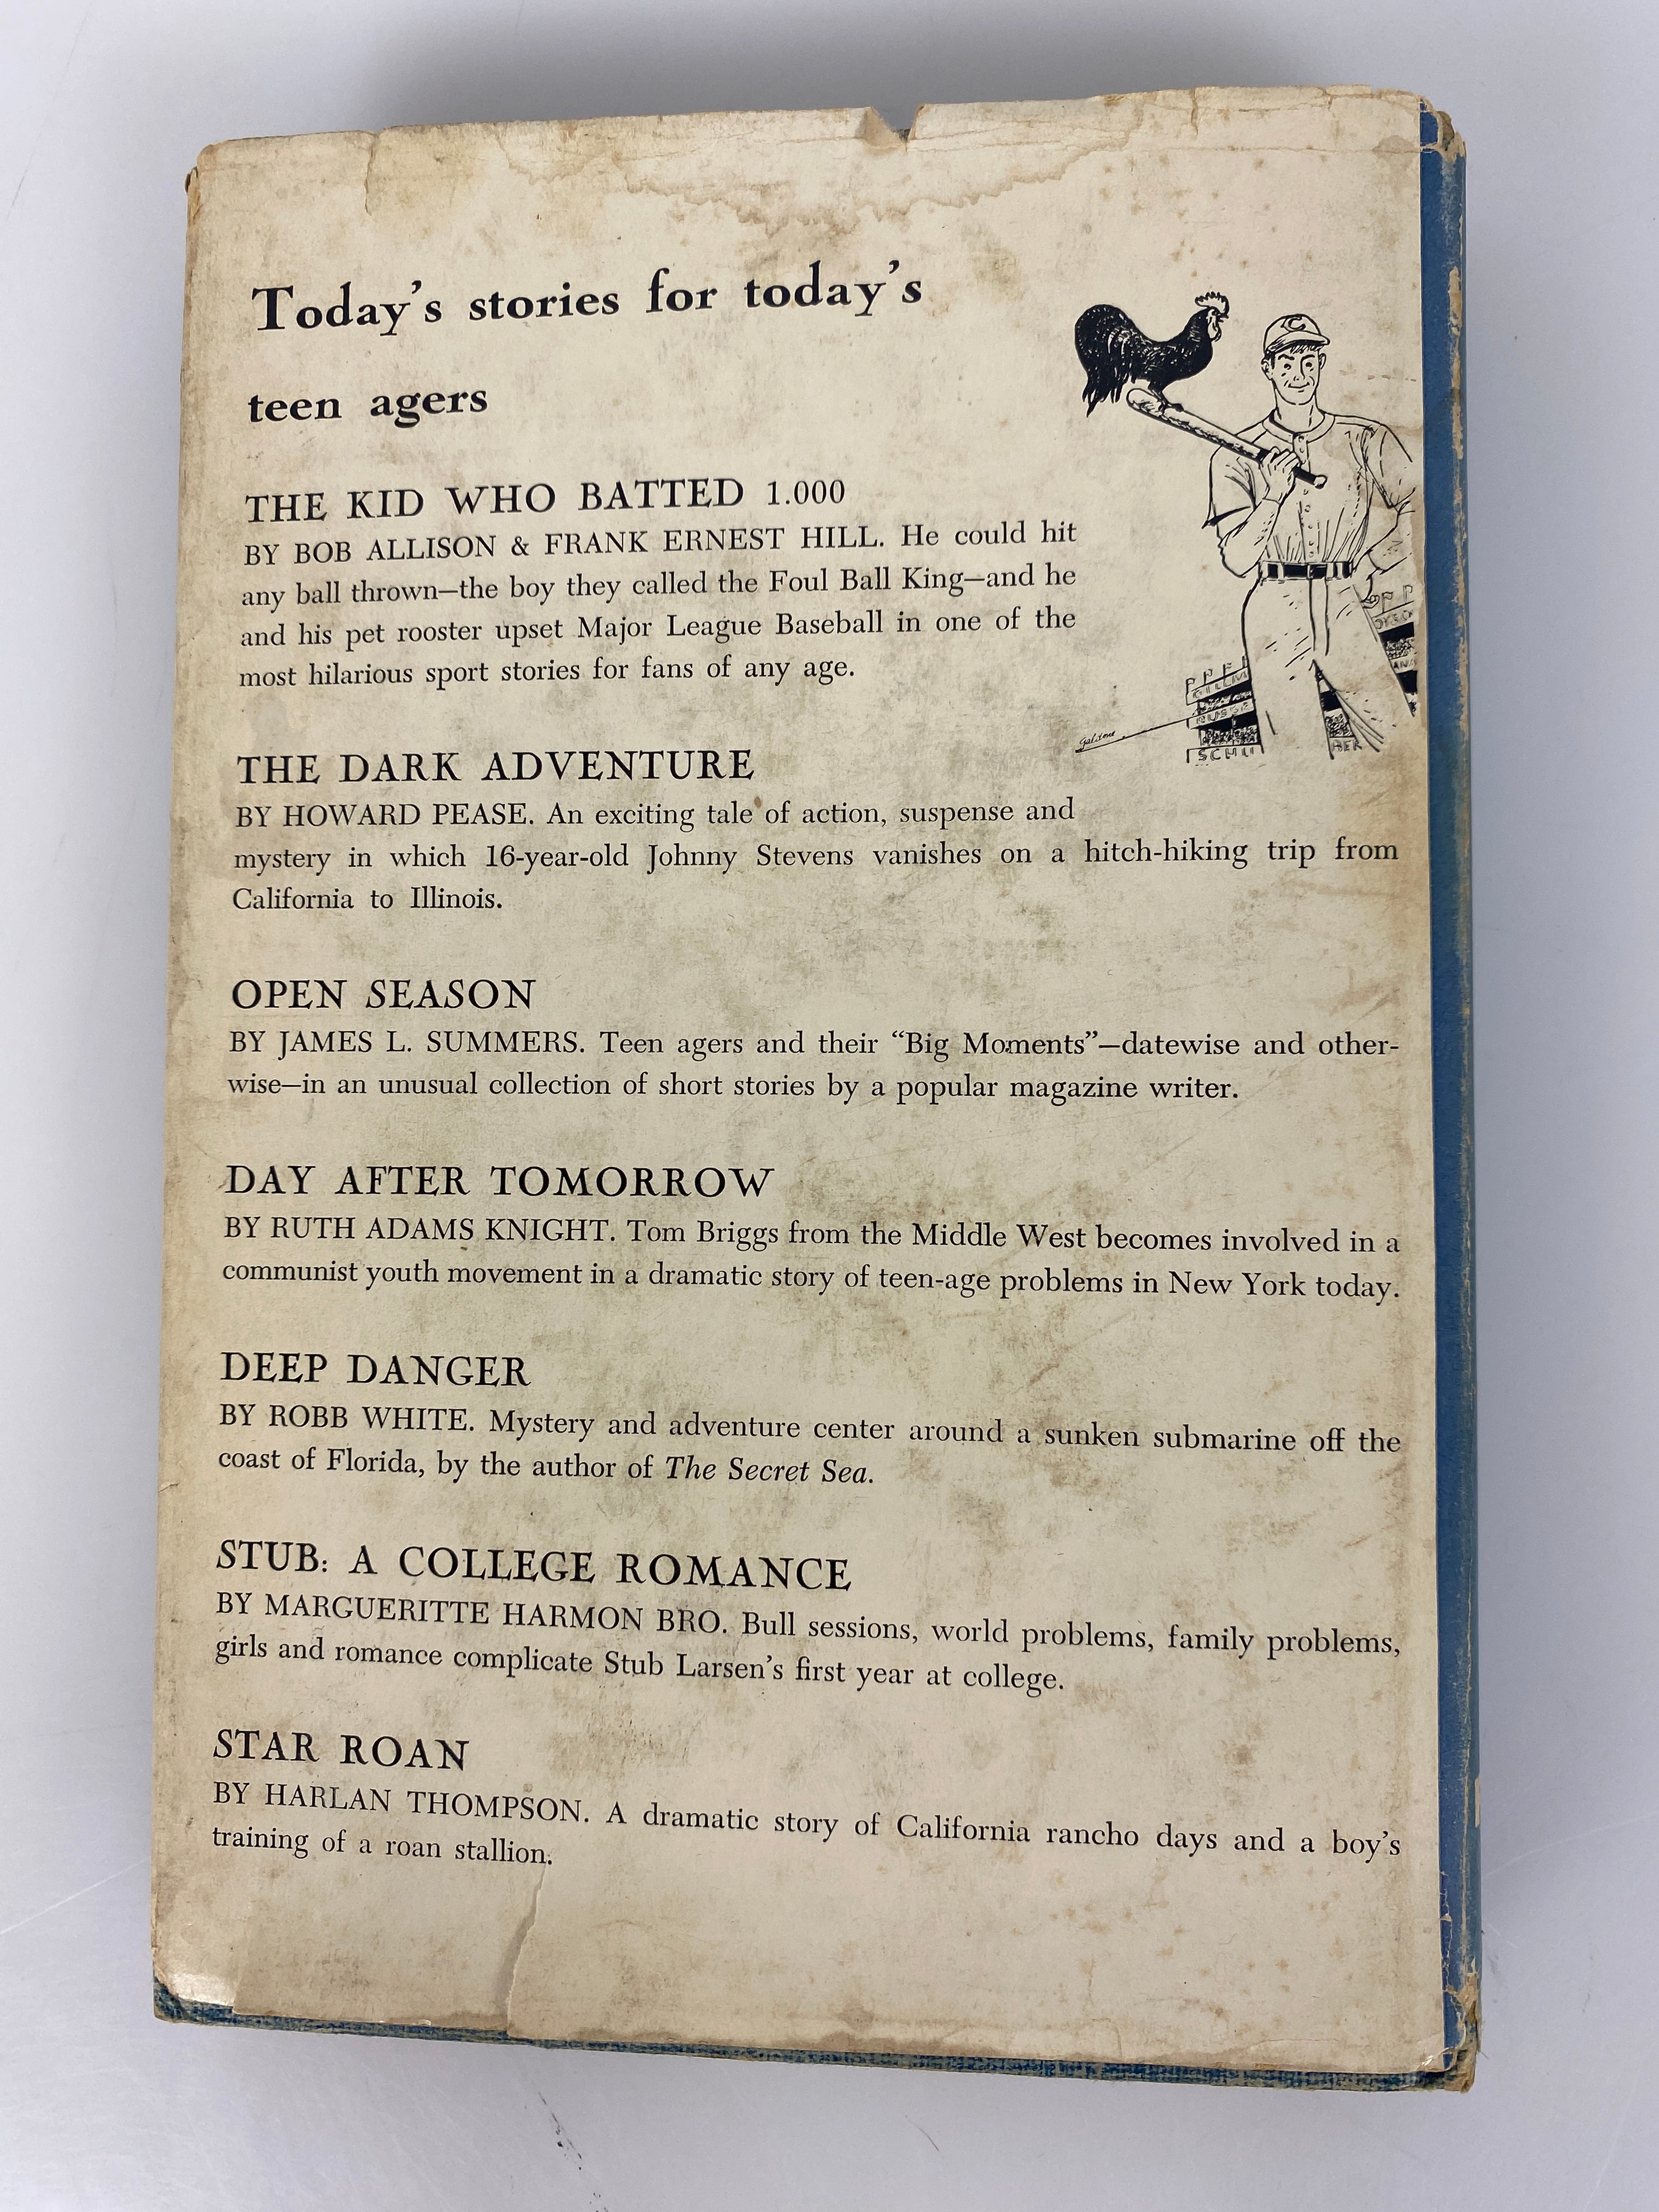 Today's stories for today's
teen agers
THE KID WHO BATTED 1.000
BY BOB ALLISON & FRANK ERNEST HILL. He could hit
any ball thrown—the boy they called the Foul Ball King—and he
and his pet rooster upset Major League Baseball in one of the
most hilarious sport stories for fans of any age.
C
Galdone
SCHU
THE DARK ADVENTURE
BY HOWARD PEASE. An exciting tale of action, suspense and
mystery in which 16-year-old Johnny Stevens vanishes on a hitch-hiking trip from
California to Illinois.
OPEN SEASON
BY JAMES L. SUMMERS. Teen agers and their “Big Moments”—datewise and other-
wise—in an unusual collection of short stories by a popular magazine writer.
DAY AFTER TOMORROW
BY RUTH ADAMS KNIGHT. Tom Briggs from the Middle West becomes involved in a
communist youth movement in a dramatic story of teen-age problems in New York today.
DEEP DANGER
BY ROBB WHITE. Mystery and adventure center around a sunken submarine off the
coast of Florida, by the author of The Secret Sea.
STUB: A COLLEGE ROMANCE
BY MARGUERITTE HARMON BRO. Bull sessions, world problems, family problems,
girls and romance complicate Stub Larsen's first year at college.
STAR ROAN
BY HARLAN THOMPSON. A dramatic story of California rancho days and a boy's
training of a roan stallion.